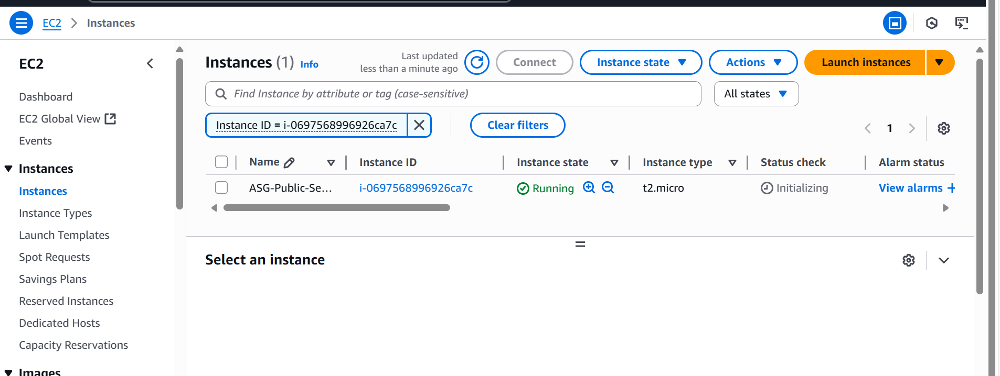 EC2 > Instances
EC2
Dashboard
EC2 Global View
Events
Instances
Instances
Instance Types
Launch Templates
Spot Requests
Savings Plans
Reserved Instances
Dedicated Hosts
Capacity Reservations
Images
Instances (1) Info
Last updated
less than a minute ago
Connect
Instance state
Actions
Launch instances
Find Instance by attribute or tag (case-sensitive)
All states
Instance ID = i-0697568996926ca7c
Clear filters
1
Name Instance ID Instance state Instance type Status check Alarm status
ASG-Public-Se... i-0697568996926ca7c Running t2.micro Initializing View alarms +
Select an instance